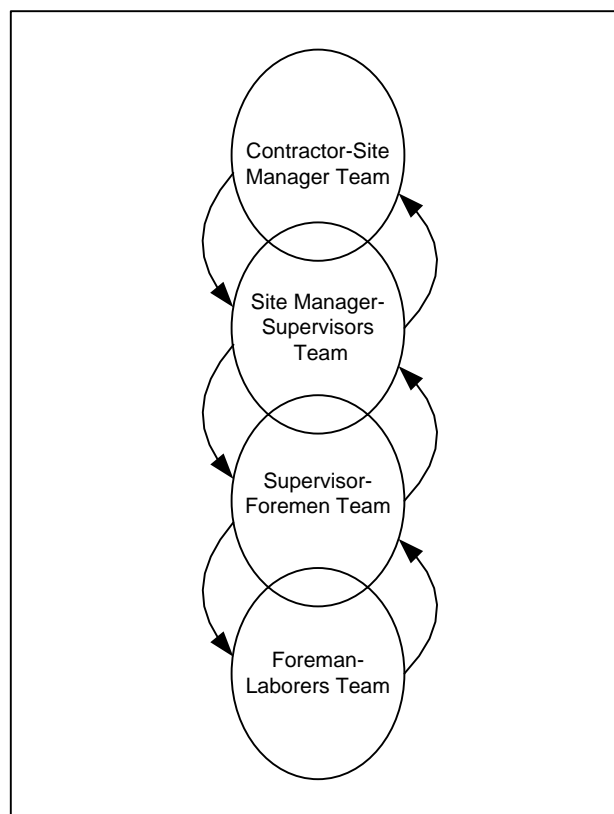 Contractor-Site
Manager Team
Site Manager-
Supervisors
Team
Supervisor-
Foremen Team
Foreman-
Laborers Team